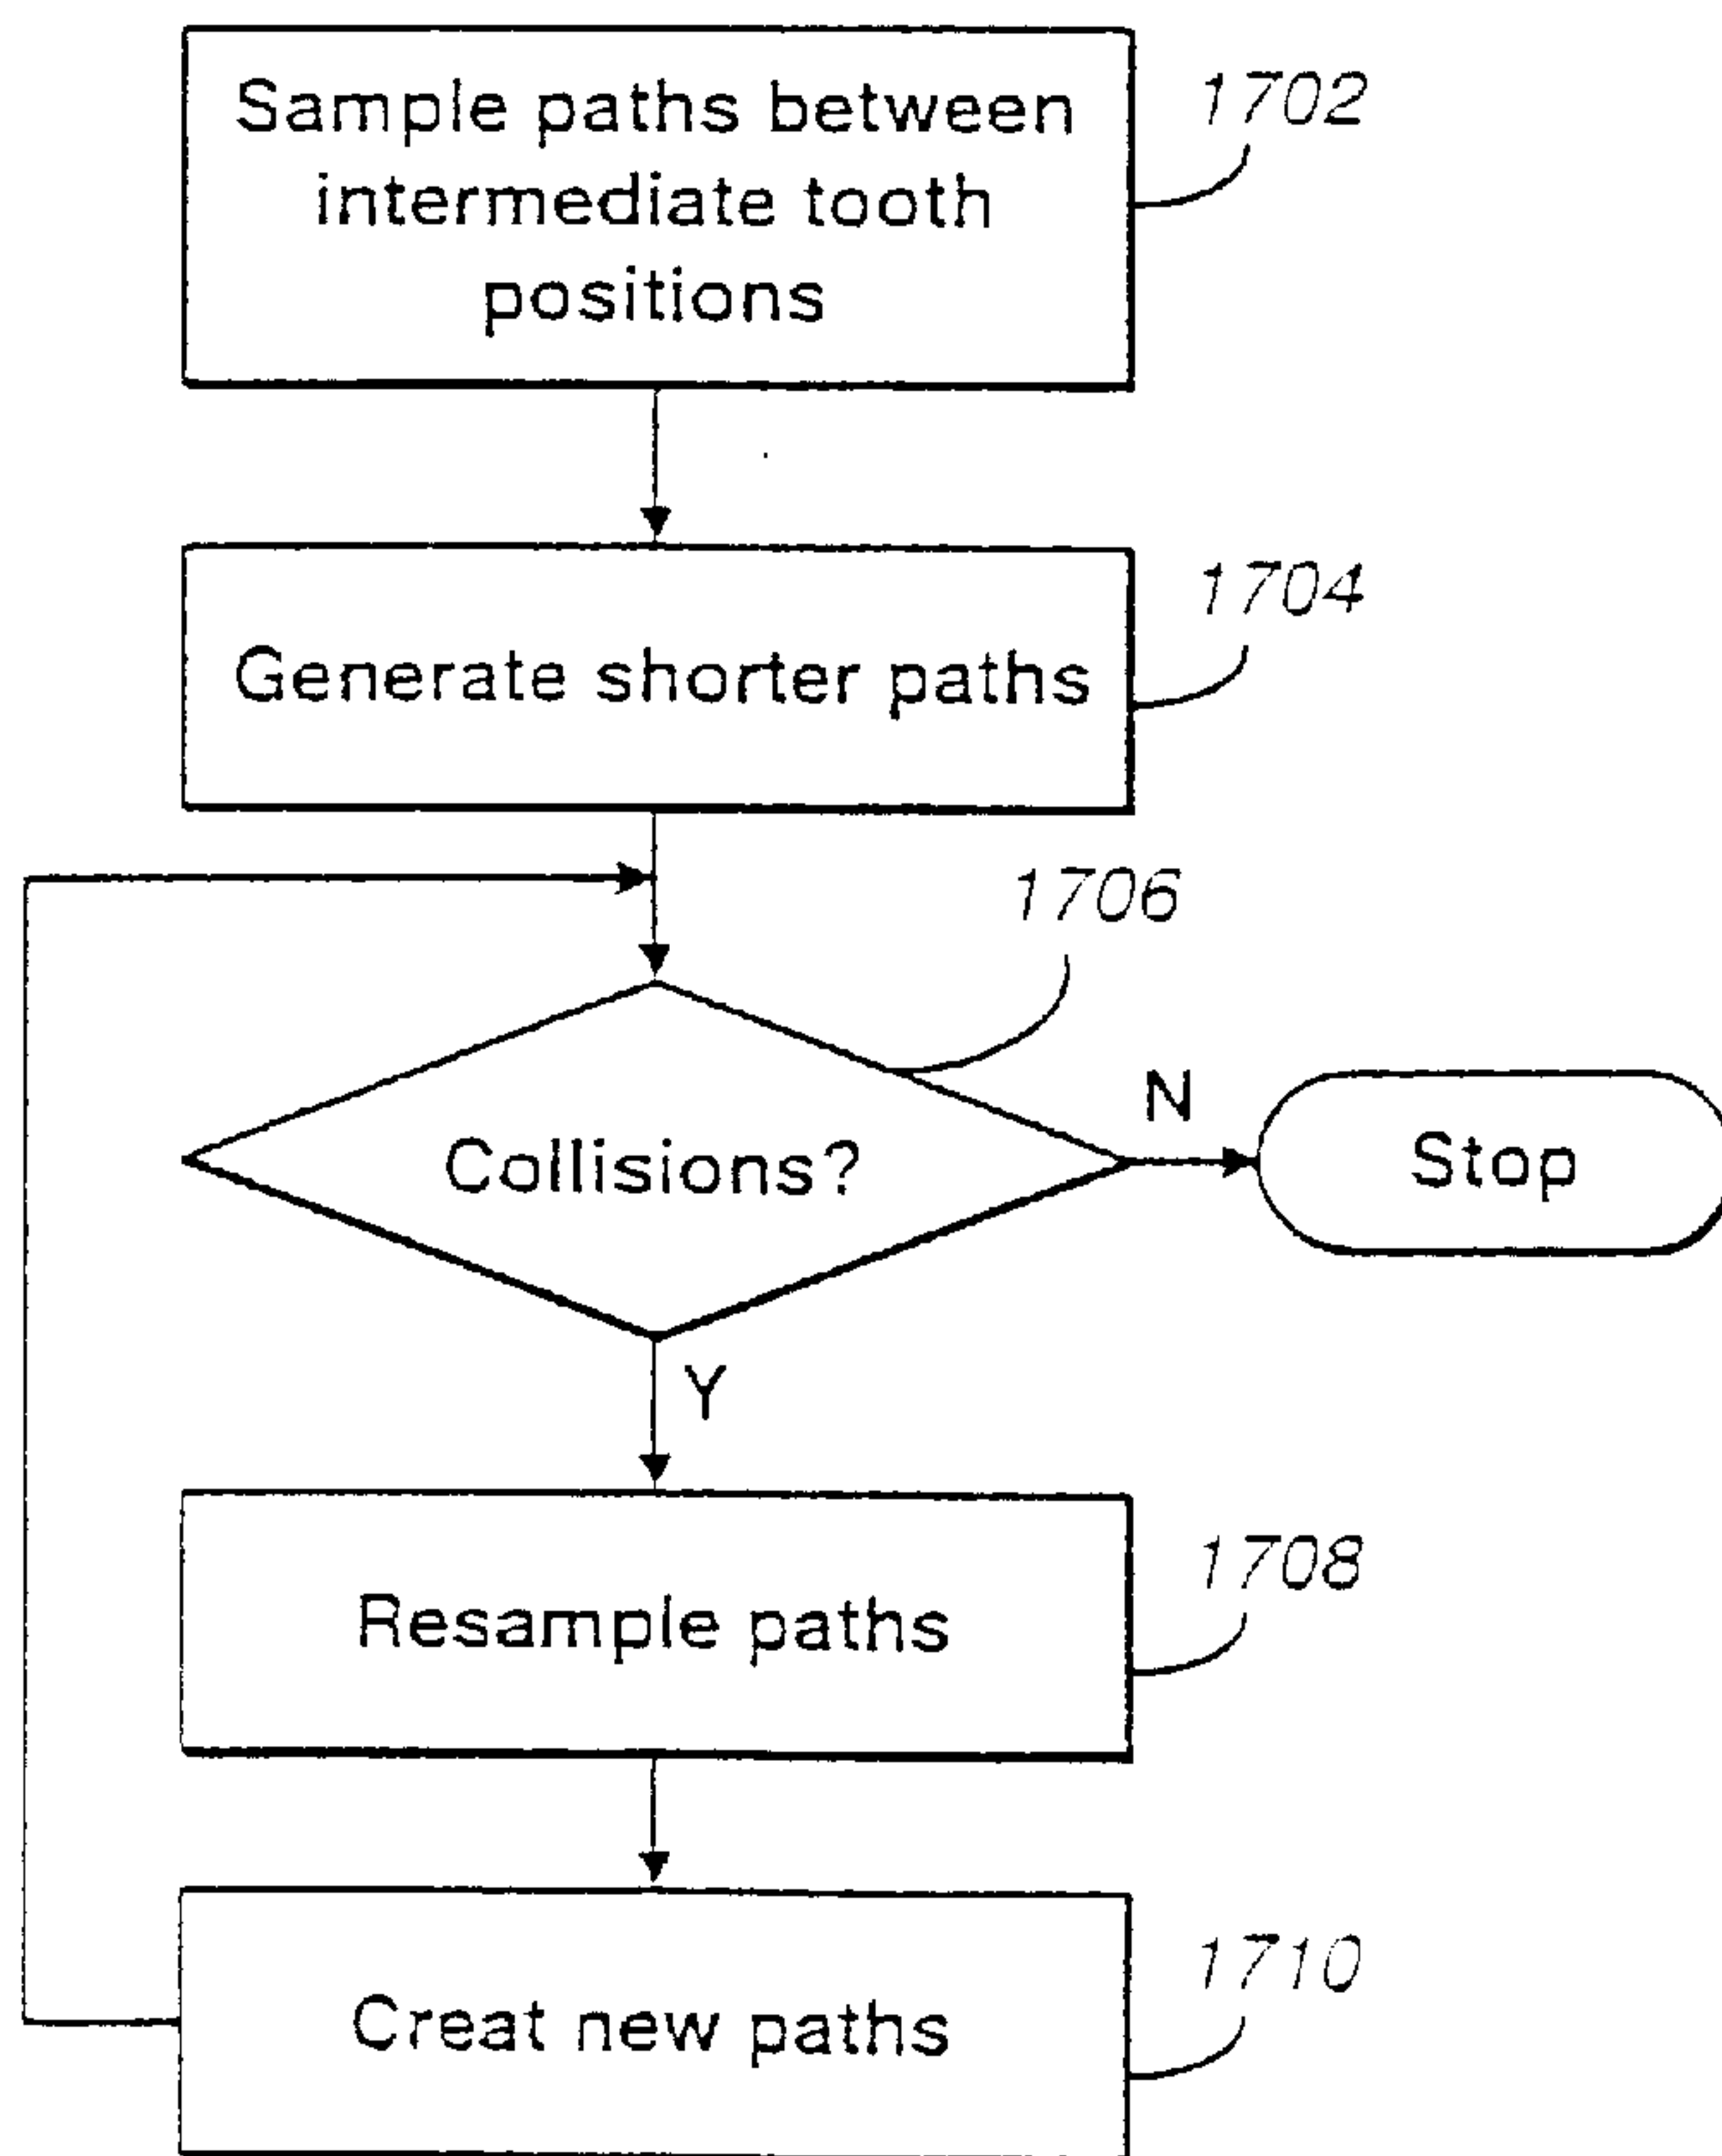 Sample paths between
intermediate tooth
positions
1702
Generate shorter paths
1704
1706
Collisions?
N
Stop
Y
Resample paths
1708
Creat new paths
1710